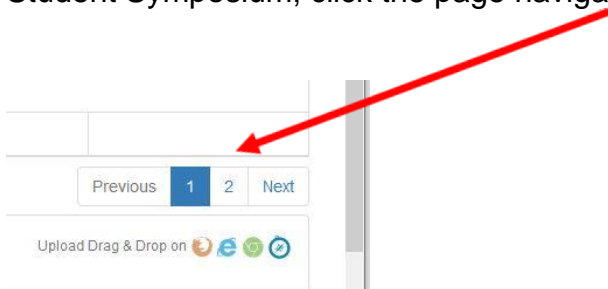 Student Symposium, click the page naviga
Previous 1 2 Next
Upload Drag & Drop on